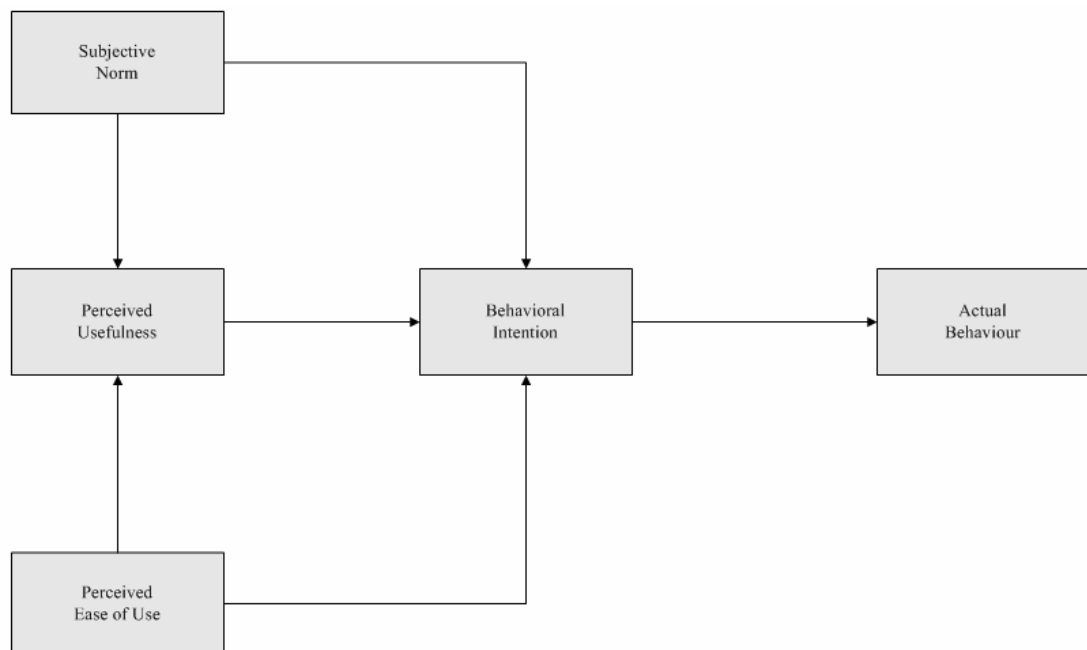 Subjective
Norm
Perceived
Usefulness
Behavioral
Intention
Actual
Behaviour
Perceived
Ease of Use